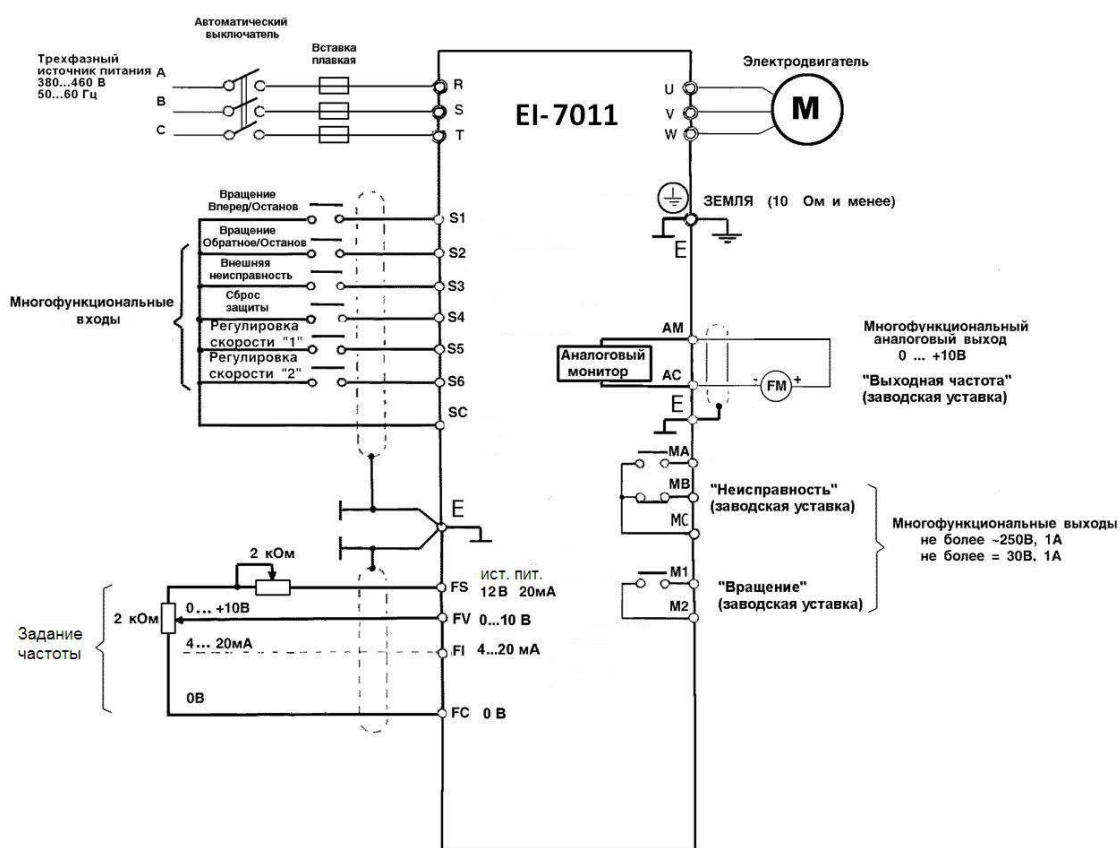 Автоматический
выключатель
Вставка
плавкая
Трехфазный
источник питания
380...460 В
50...60 Гц
A
B
C
R
S
T
EI-7011
U
V
W
Электродвигатель
M
ЗЕМЛЯ (10 Ом и менее)
E
Многофункциональные
входы
Вращение
Вперед/Останов
S1
Вращение
Обратное/Останов
S2
Внешняя
неисправность
S3
Сброс
защиты
S4
Регулировка
скорости "1"
S5
Регулировка
скорости "2"
S6
SC
E
AM
Аналоговый
монитор
AC
E
- FM +
Многофункциональный
аналоговый выход
0 ... +10В
"Выходная частота"
(заводская уставка)
MA
MB
MC
"Неисправность"
(заводская уставка)
M1
M2
"Вращение"
(заводская уставка)
Многофункциональные выходы
не более ~250В, 1А
не более = 30В, 1А
Задание
частоты
2 кОм
2 кОм
0... +10В
4... 20мА
0В
FS
ист. пит.
12В 20мА
FV 0...10 В
FI 4...20 мА
FC 0 В